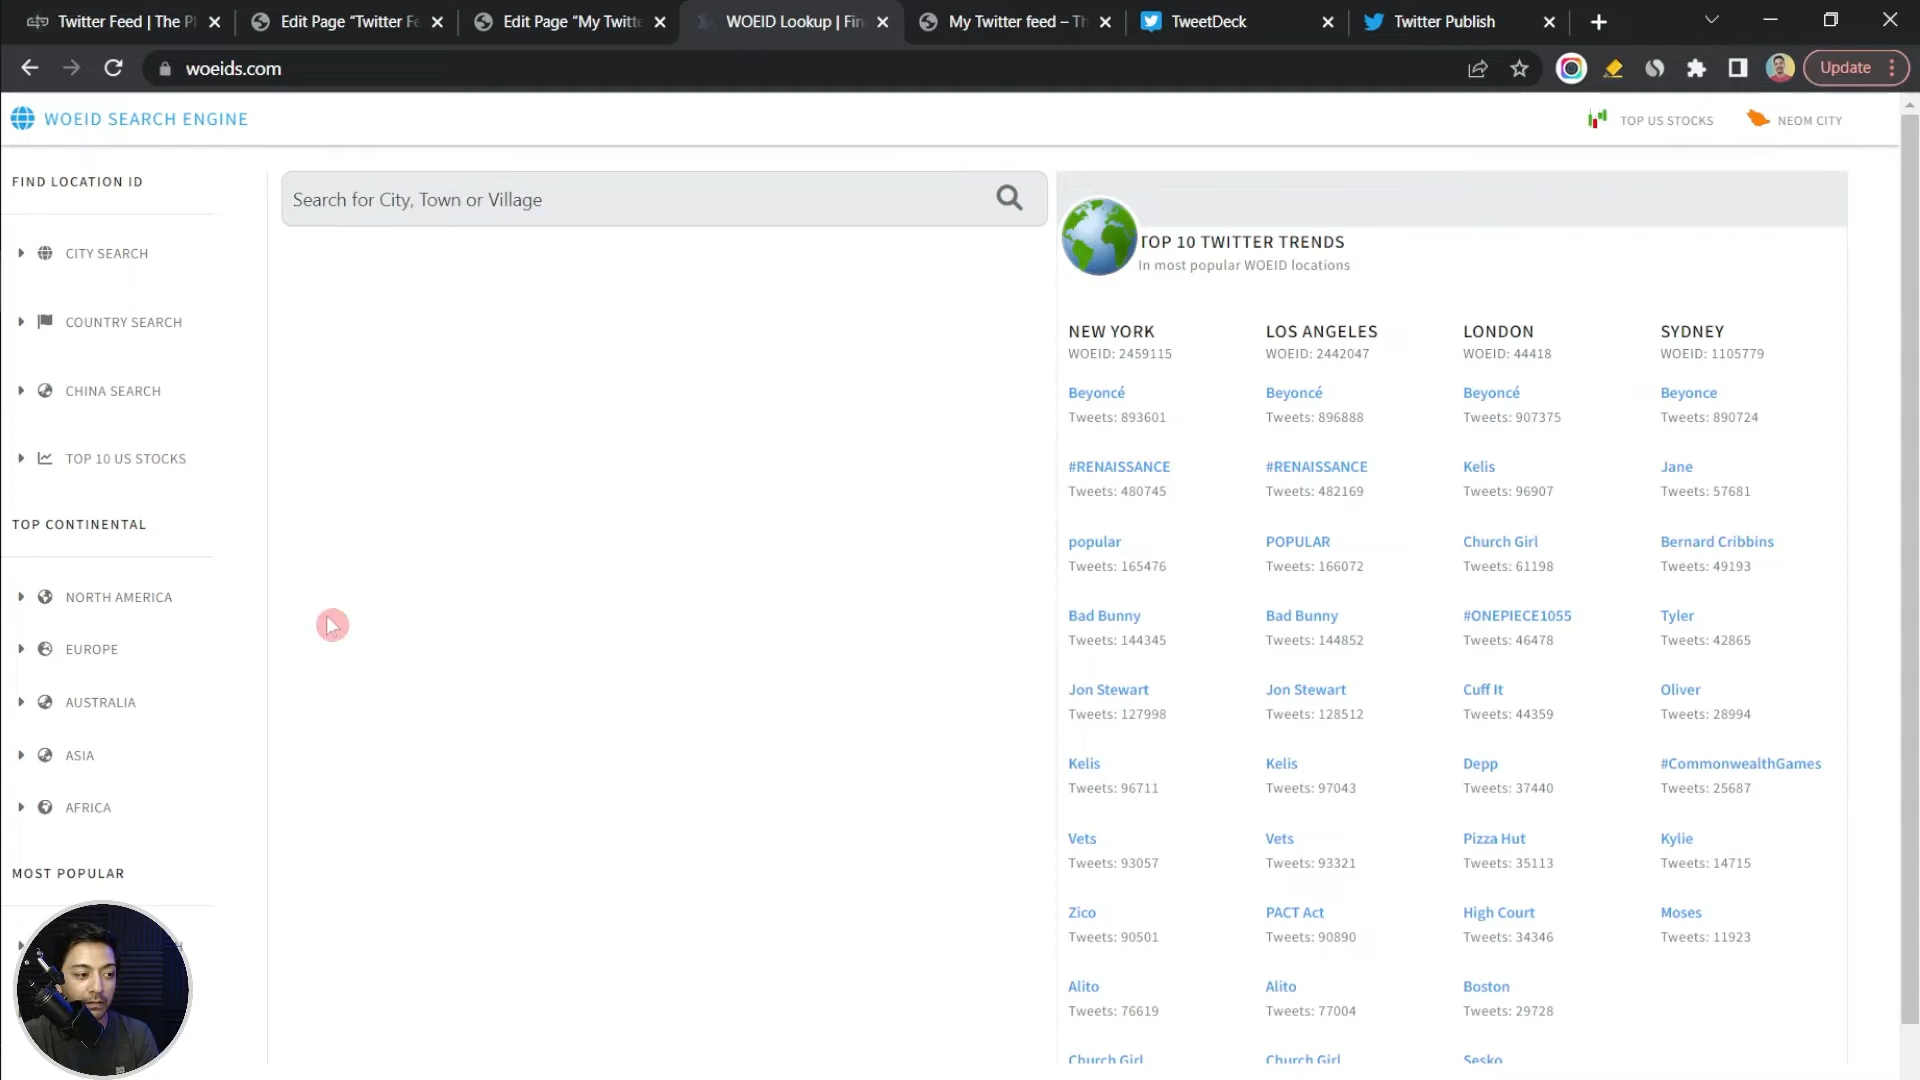 Twitter Feed | The Pl
Edit Page “Twitter Fe
Edit Page “My Twitte
WOEID Lookup | Fin
My Twitter feed – Th
TweetDeck
Twitter Publish
woeids.com
Update
WOEID SEARCH ENGINE
TOP US STOCKS
NEOM CITY
FIND LOCATION ID
CITY SEARCH
COUNTRY SEARCH
CHINA SEARCH
TOP 10 US STOCKS
TOP CONTINENTAL
NORTH AMERICA
EUROPE
AUSTRALIA
ASIA
AFRICA
MOST POPULAR
Search for City, Town or Village
TOP 10 TWITTER TRENDS
In most popular WOEID locations
NEW YORK
WOEID: 2459115
Beyoncé
Tweets: 893601
#RENAISSANCE
Tweets: 480745
popular
Tweets: 165476
Bad Bunny
Tweets: 144345
Jon Stewart
Tweets: 127998
Kelis
Tweets: 96711
Vets
Tweets: 93057
Zico
Tweets: 90501
Alito
Tweets: 76619
Church Girl
LOS ANGELES
WOEID: 2442047
Beyoncé
Tweets: 896888
#RENAISSANCE
Tweets: 482169
POPULAR
Tweets: 166072
Bad Bunny
Tweets: 144852
Jon Stewart
Tweets: 128512
Kelis
Tweets: 97043
Vets
Tweets: 93321
PACT Act
Tweets: 90890
Alito
Tweets: 77004
Church Girl
LONDON
WOEID: 44418
Beyoncé
Tweets: 907375
Kelis
Tweets: 96907
Church Girl
Tweets: 61198
#ONEPIECE1055
Tweets: 46478
Cuff It
Tweets: 44359
Depp
Tweets: 37440
Pizza Hut
Tweets: 35113
High Court
Tweets: 34346
Boston
Tweets: 29728
Sesko
SYDNEY
WOEID: 1105779
Beyonce
Tweets: 890724
Jane
Tweets: 57681
Bernard Cribbins
Tweets: 49193
Tyler
Tweets: 42865
Oliver
Tweets: 28994
#CommonwealthGames
Tweets: 25687
Kylie
Tweets: 14715
Moses
Tweets: 11923